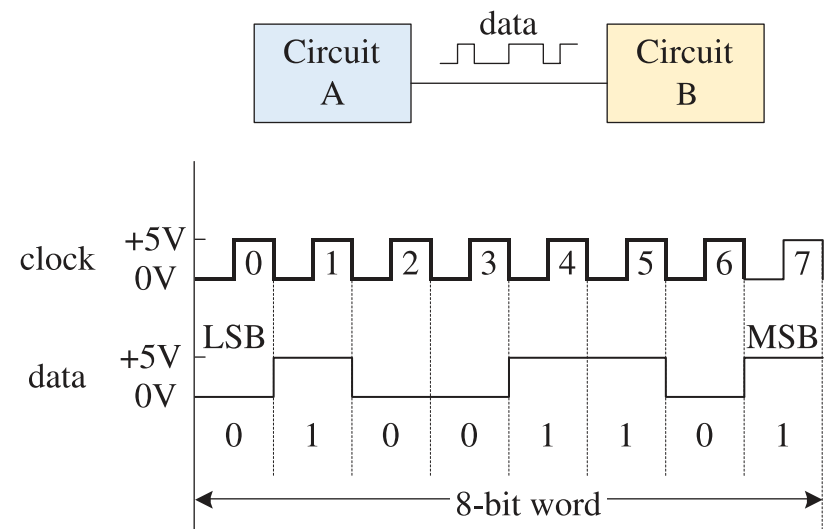 data
Circuit A
Circuit B
clock
+5V
0V
0 1 2 3 4 5 6 7
LSB
MSB
data
+5V
0V
0 1 0 0 1 1 0 1
8-bit word